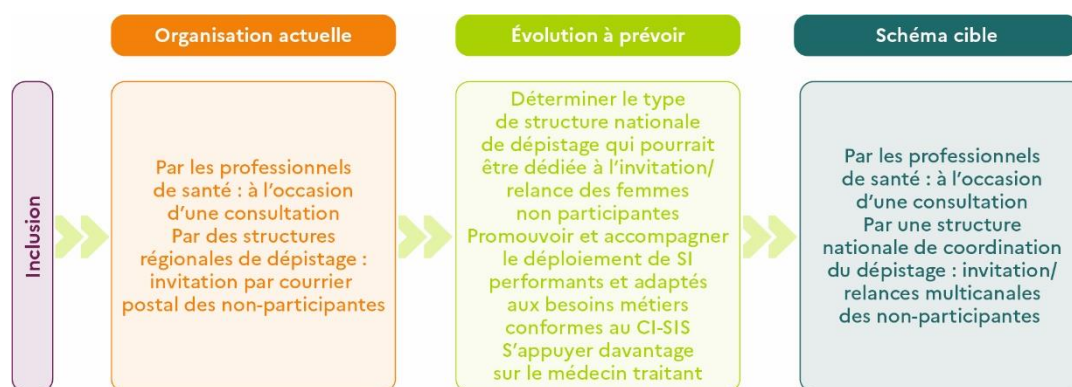 Organisation actuelle
Évolution à prévoir
Schéma cible
Inclusion
Par les professionnels
de santé : à l'occasion
d'une consultation
Par des structures
régionales de dépistage :
invitation par courrier
postal des non-participantes
Déterminer le type
de structure nationale
de dépistage qui pourrait
être dédiée à l'invitation/
relance des femmes
non participantes
Promouvoir et accompagner
le déploiement de SI
performants et adaptés
aux besoins métiers
conformes au CI-SIS
S'appuyer davantage
sur le médecin traitant
Par les professionnels
de santé : à l'occasion
d'une consultation
Par une structure
nationale de coordination
du dépistage : invitation/
relances multicanales
des non-participantes